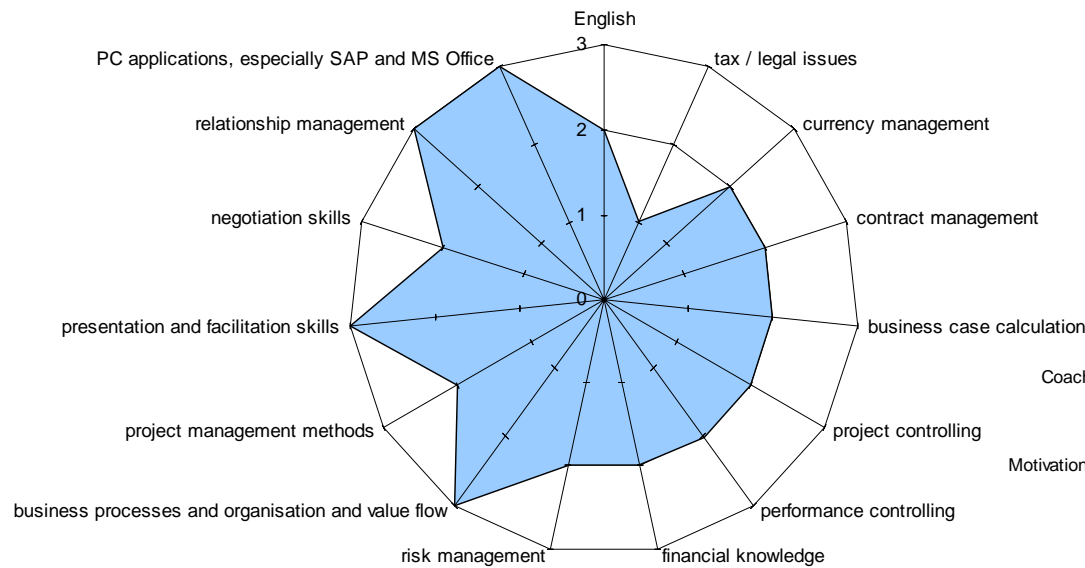 English
3
PC applications, especially SAP and MS Office
tax / legal issues
relationship management
2
currency management
negotiation skills
1
contract management
0
presentation and facilitation skills
business case calculation
Coach
project management methods
project controlling
Motivation
business processes and organisation and value flow
performance controlling
risk management
financial knowledge